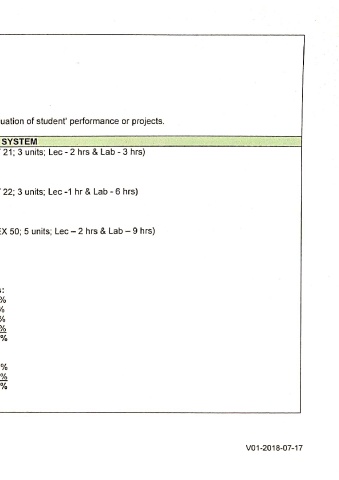 uation of student' performance or projects.
SYSTEM
21; 3 units; Lec - 2 hrs & Lab - 3 hrs)
22; 3 units; Lec -1 hr & Lab - 6 hrs)
EX 50; 5 units; Lec – 2 hrs & Lab – 9 hrs)
s:
%
%
%
%
%
%
%
%
V01-2018-07-17